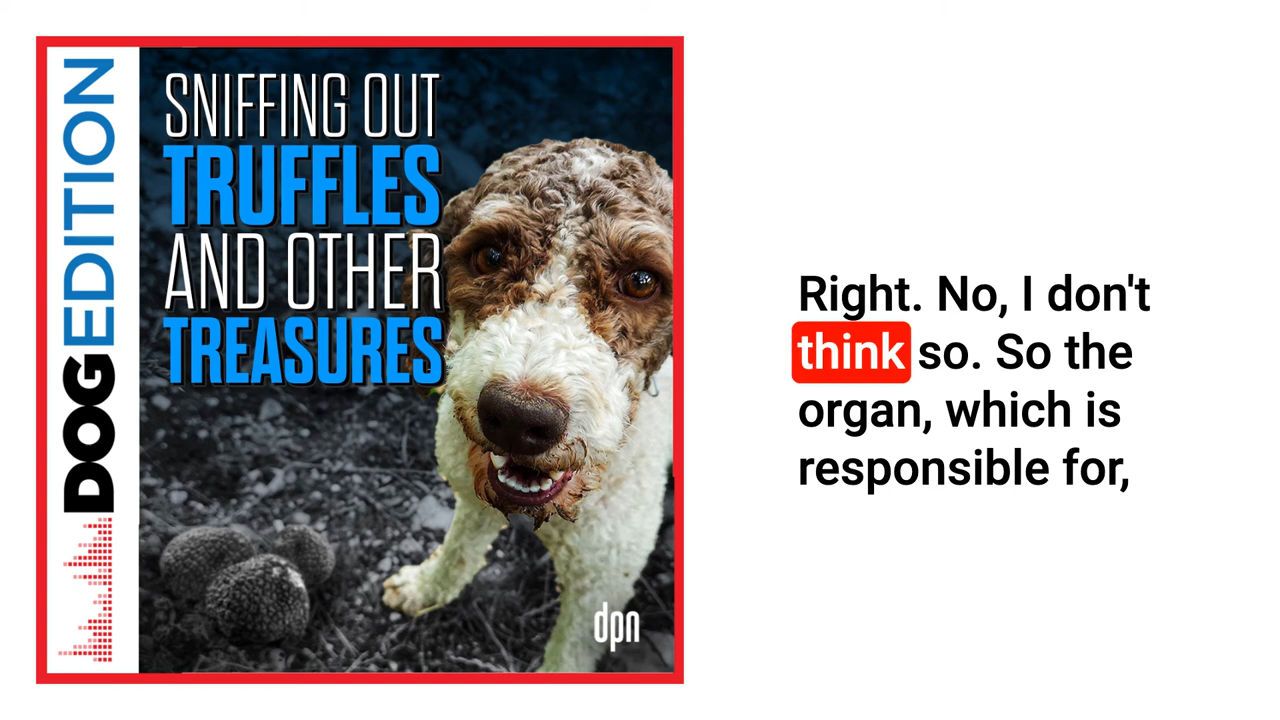 DOGEDITION
SNIFFING OUT
TRUFFLES
AND OTHER
TREASURES
dpn
Right. No, I don't
think so. So the
organ, which is
responsible for,